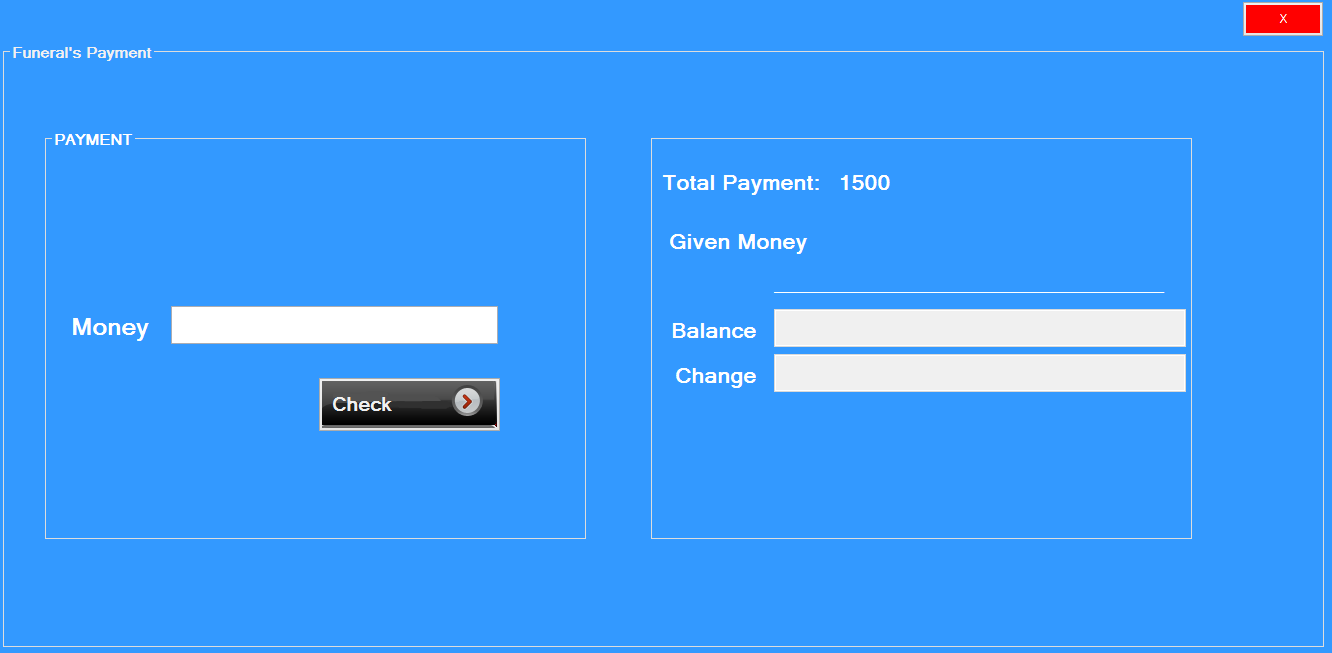 X
Funeral's Payment
PAYMENT
Money
Check
Total Payment: 1500
Given Money
Balance
Change